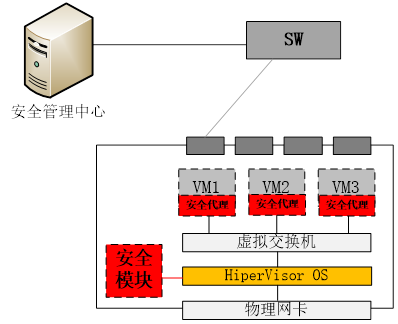 SW
安全管理中心
VM1
VM2
VM3
安全代理
安全代理
安全代理
虚拟交换机
安全
模块
HiperVisor OS
物理网卡